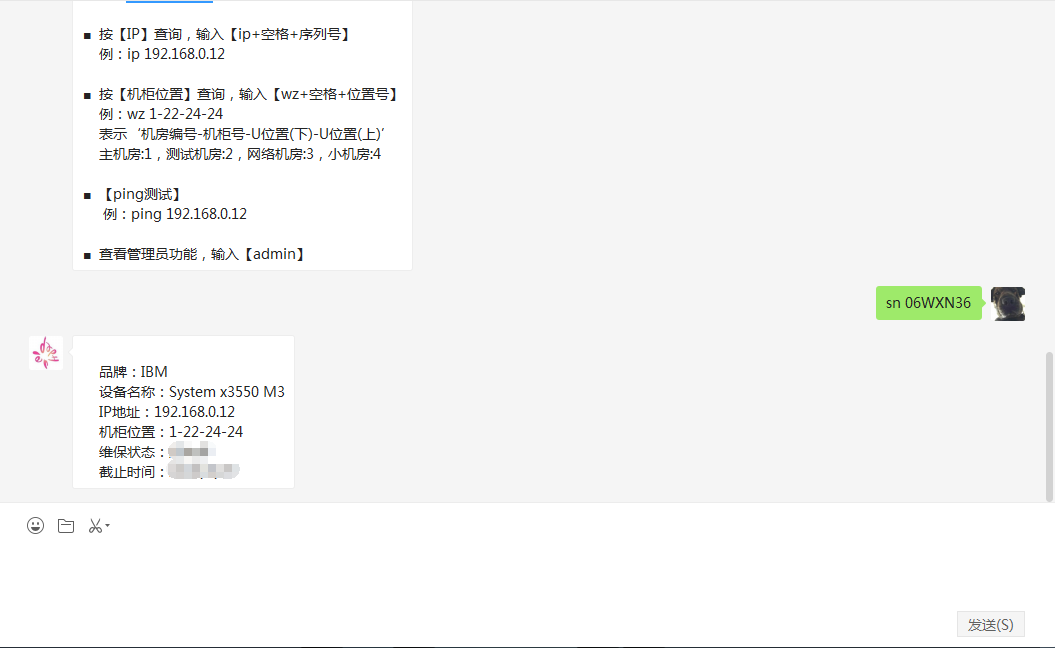 ■ 按【IP】查询，输入【ip+空格+序列号】
例：ip 192.168.0.12
■ 按【机柜位置】查询，输入【wz+空格+位置号】
例：wz 1-22-24-24
表示‘机房编号-机柜号-U位置(下)-U位置(上)’
主机房:1，测试机房:2，网络机房:3，小机房:4
■ 【ping测试】
例：ping 192.168.0.12
■ 查看管理员功能，输入【admin】
sn 06WXN36
品牌：IBM
设备名称：System x3550 M3
IP地址：192.168.0.12
机柜位置：1-22-24-24
维保状态：
截止时间：
发送(S)